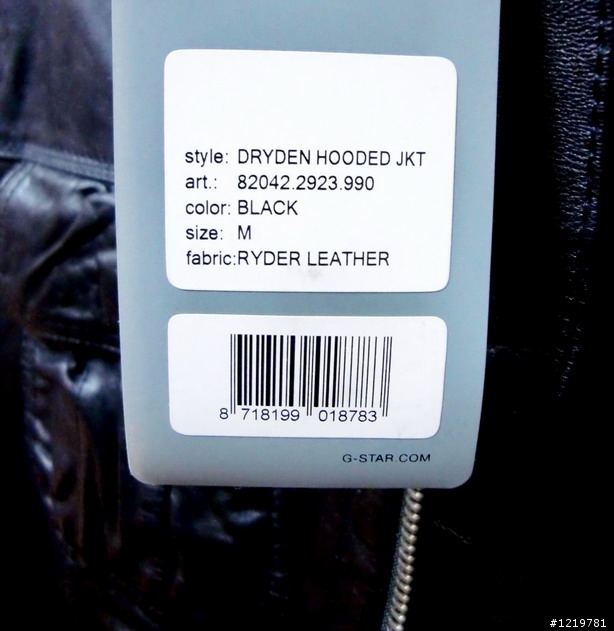 style: DRYDEN HOODED JKT
art.: 82042.2923.990
color: BLACK
size: M
fabric:RYDER LEATHER
8 718199 018783
G-STAR.COM
#1219781